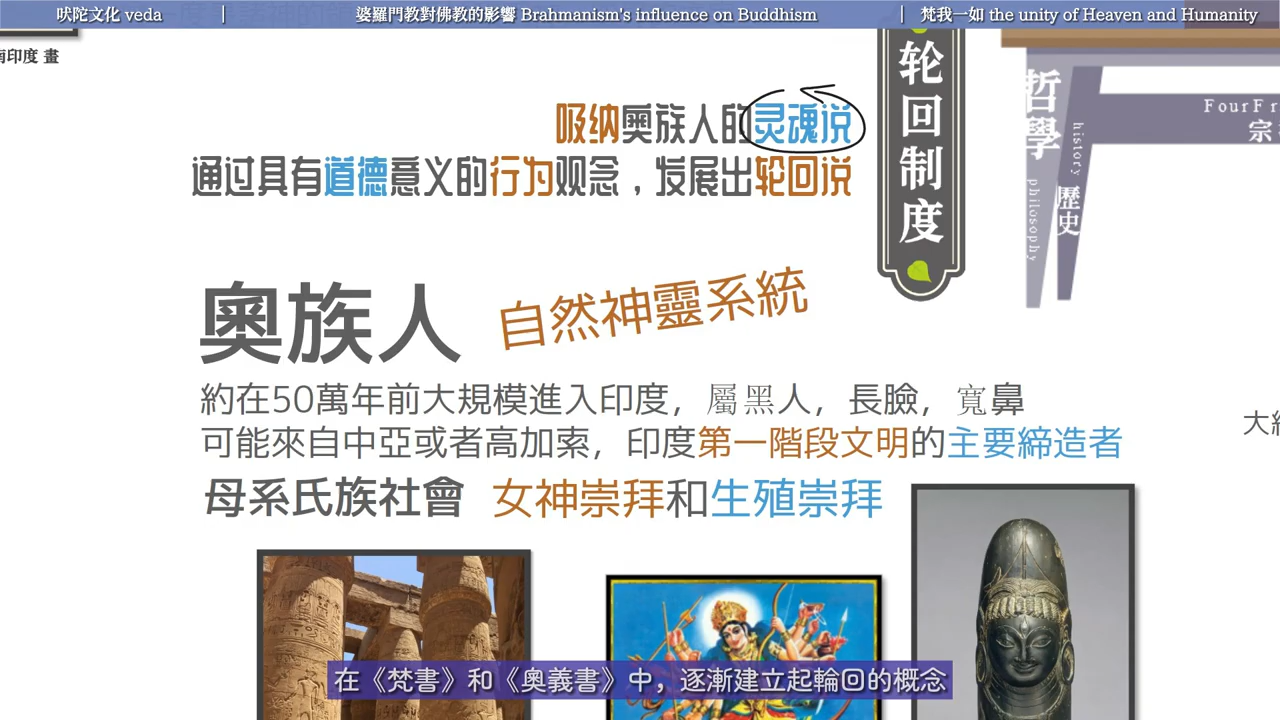 吠陀文化 veda | 婆羅門教對佛教的影響 Brahmanism's influence on Buddhism | 梵我一如 the unity of Heaven and Humanity
南印度 畫
吸纳奧族人的灵魂说
通过具有道德意义的行为观念，发展出轮回说
轮回制度
哲學
philosophy
history
歷史
FourFr
宗
奧族人 自然神靈系統
約在50萬年前大規模進入印度，屬黑人，長臉，寬鼻
可能來自中亞或者高加索，印度第一階段文明的主要締造者
母系氏族社會 女神崇拜和生殖崇拜
大
在《梵書》和《奧義書》中，逐漸建立起輪回的概念